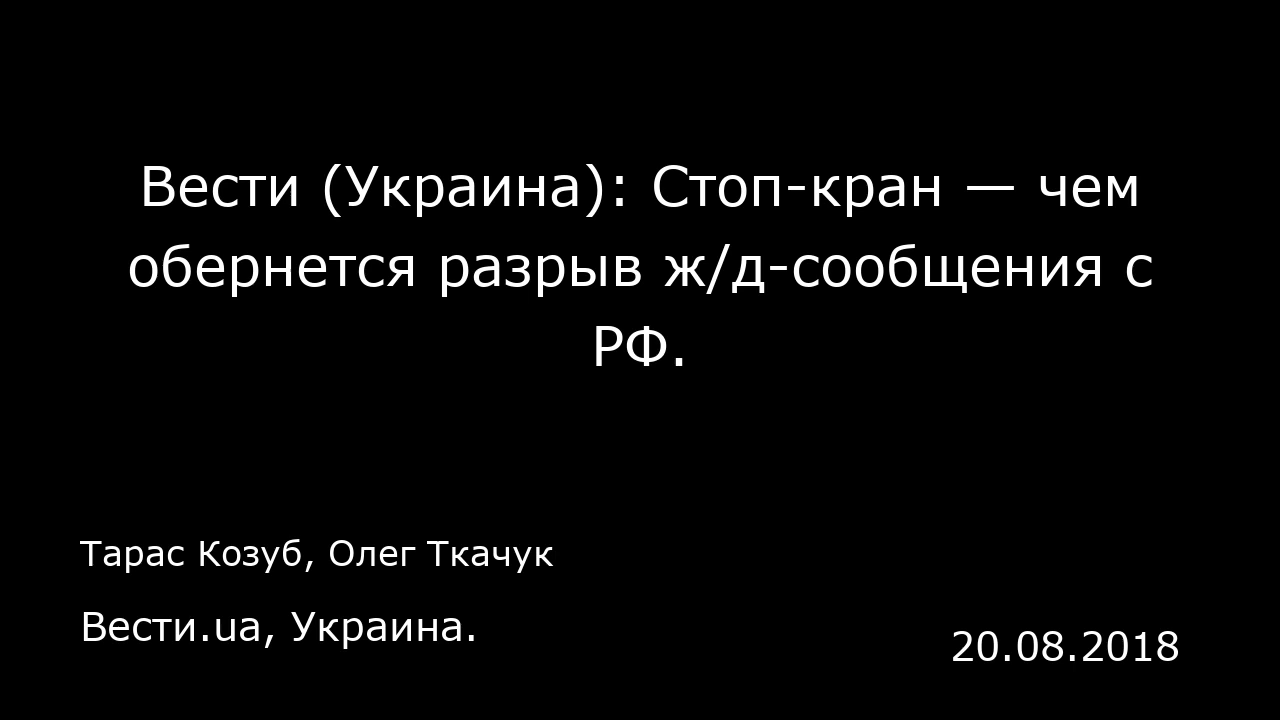 Вести (Украина): Стоп-кран — чем
обернется разрыв ж/д-сообщения с
РФ.
Тарас Козуб, Олег Ткачук
Вести.ua, Украина.
20.08.2018